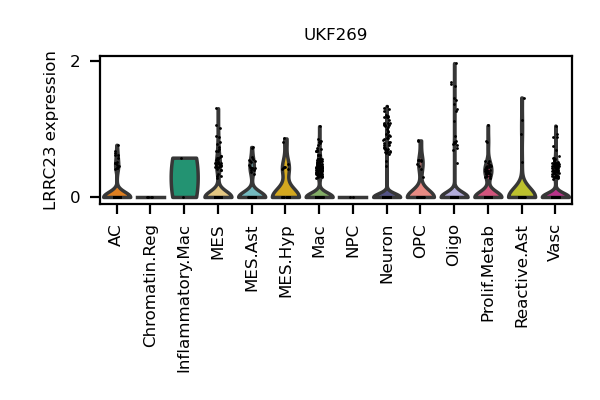 UKF269
LRRC23 expression
2
0
AC
Chromatin.Reg
Inflammatory.Mac
MES
MES.Ast
MES.Hyp
Mac
NPC
Neuron
OPC
Oligo
Prolif.Metab
Reactive.Ast
Vasc